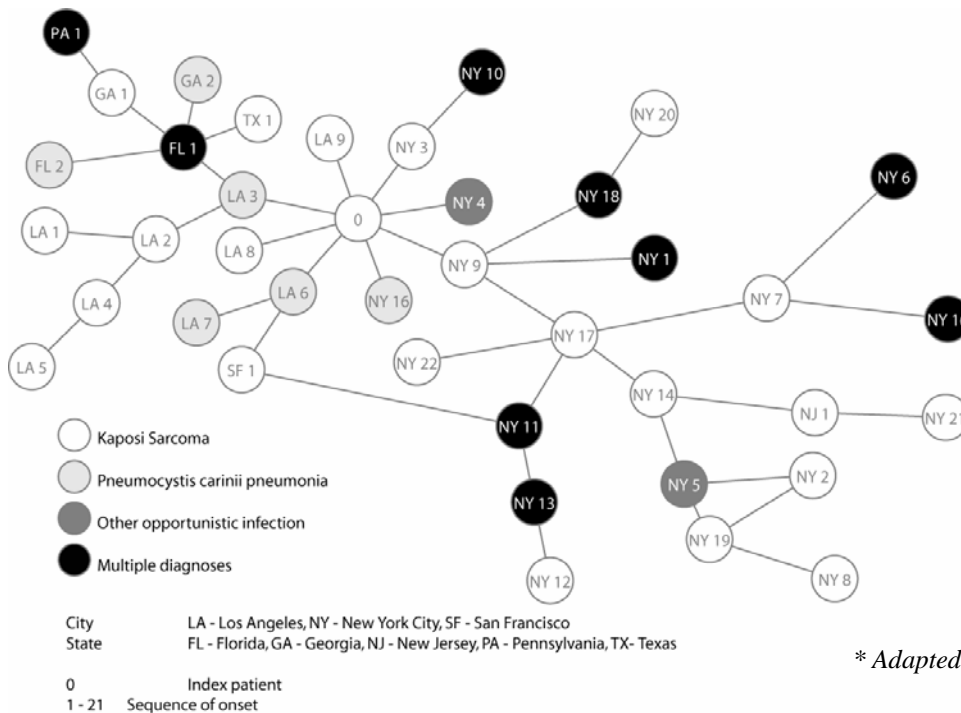 PA 1
GA 1
GA 2
TX 1
FL 1
FL 2
NY 10
LA 9
NY 3
NY 20
LA 3
NY 4
NY 18
NY 6
0
LA 1
LA 2
LA 8
NY 9
NY 1
LA 4
LA 6
NY 16
NY 7
LA 7
NY
NY 17
LA 5
SF 1
NY 22
NY 14
NJ 1
NY 21
NY 11
NY 5
NY 2
NY 13
NY 19
NY 12
NY 8
Kaposi Sarcoma
Pneumocystis carinii pneumonia
Other opportunistic infection
Multiple diagnoses
City LA - Los Angeles, NY - New York City, SF - San Francisco
State FL - Florida, GA - Georgia, NJ - New Jersey, PA - Pennsylvania, TX- Texas
* Adapted
0 Index patient
1 - 21 Sequence of onset